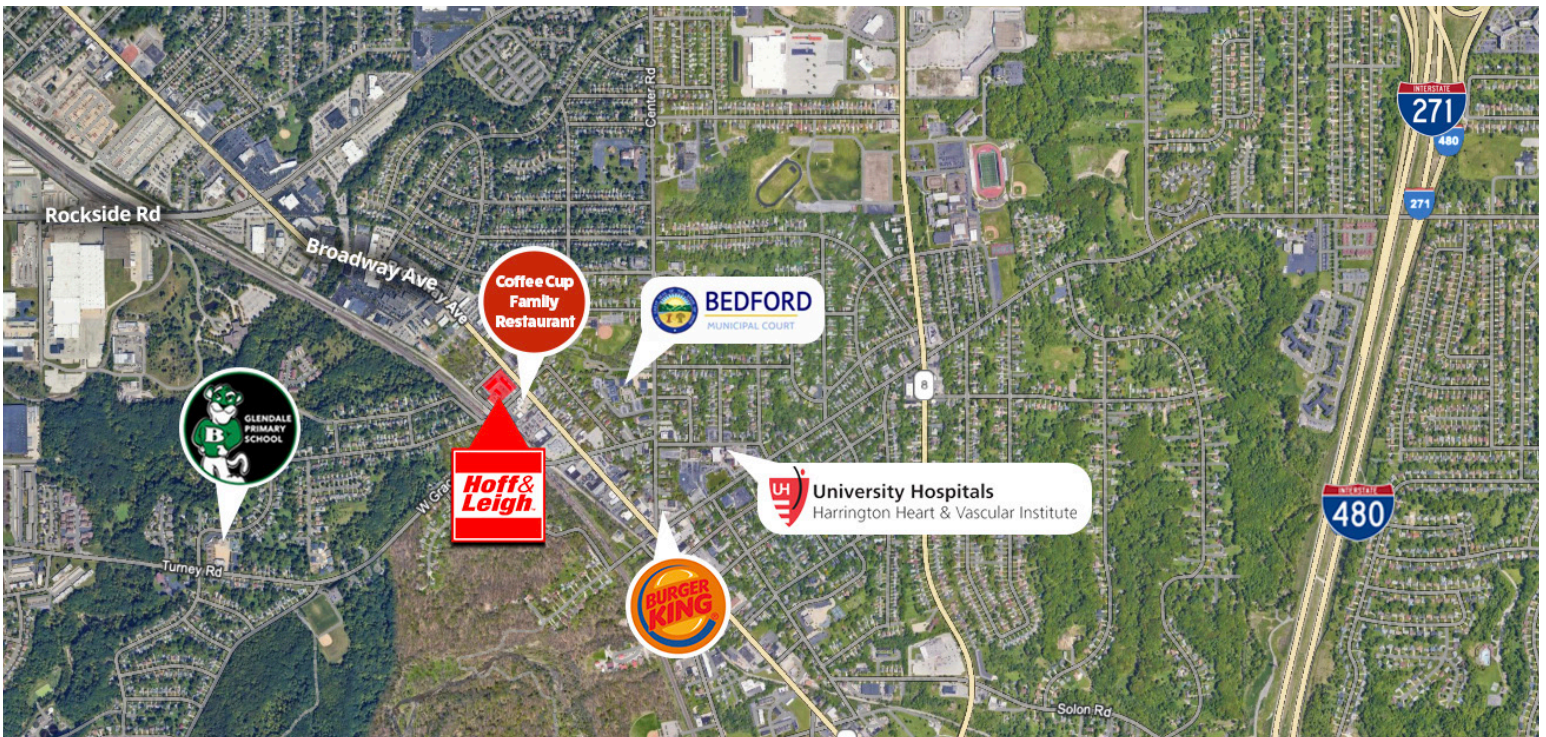 Center Rd
INTERSTATE
271
480
271
Rockside Rd
Broadway Ave
way Ave
Coffee Cup
Family
Restaurant
BEDFORD
MUNICIPAL COURT
8
GLENDALE
PRIMARY
SCHOOL
B
Hoff&
Leigh
W Gra
UH
University Hospitals
Harrington Heart & Vascular Institute
INTERSTATE
480
Turney Rd
BURGER
KING
Solon Rd